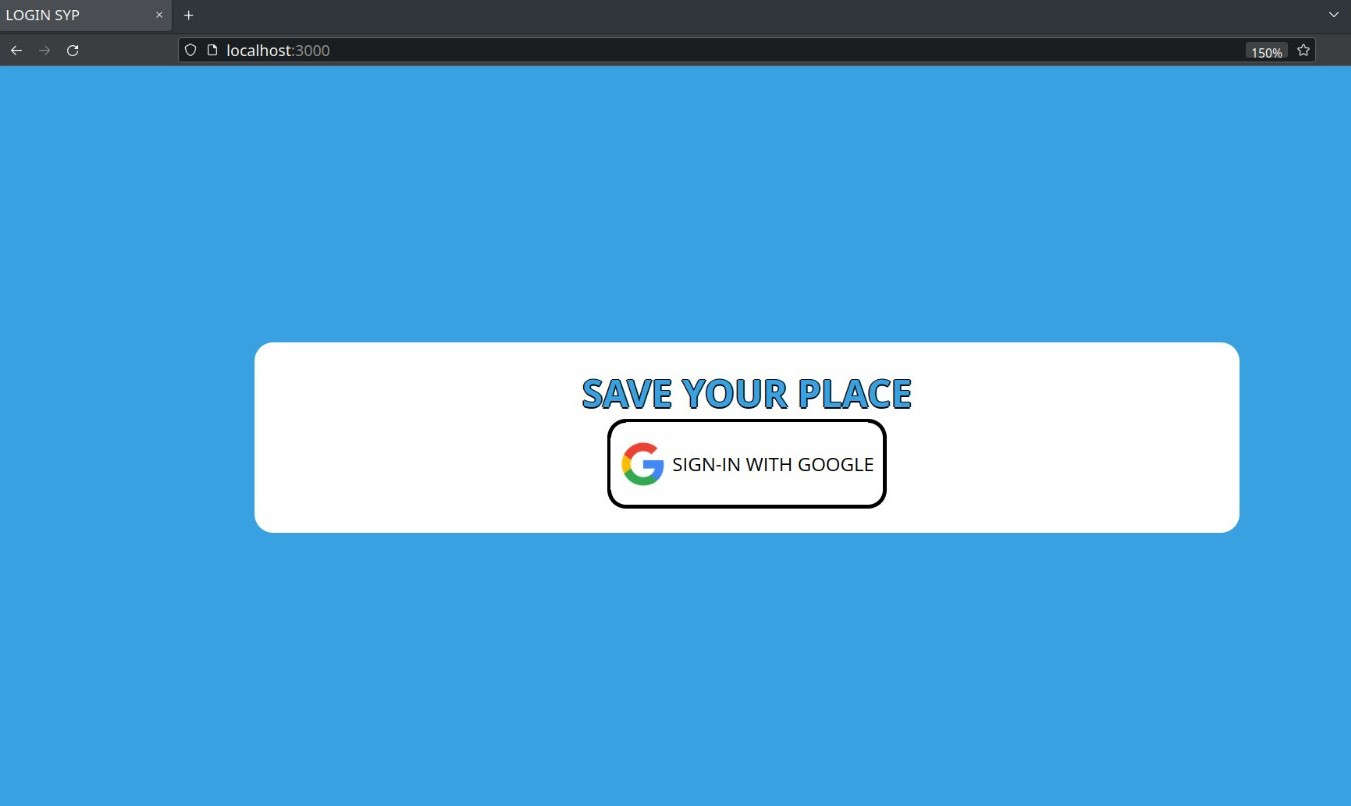 LOGIN SYP
localhost:3000
150%
SAVE YOUR PLACE
SIGN-IN WITH GOOGLE